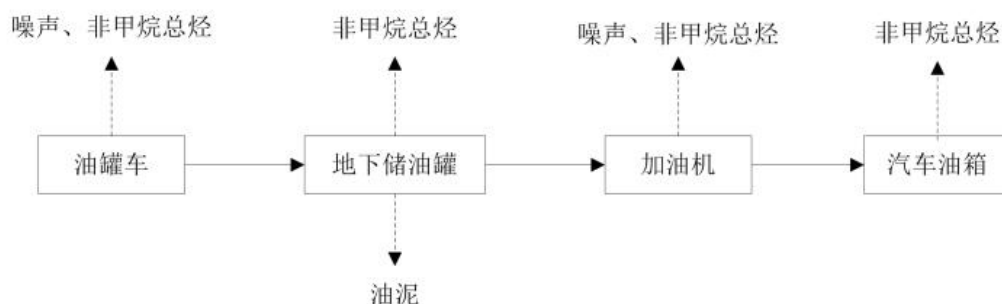 噪声、非甲烷总烃
非甲烷总烃
噪声、非甲烷总烃
非甲烷总烃
油罐车
地下储油罐
加油机
汽车油箱
油泥